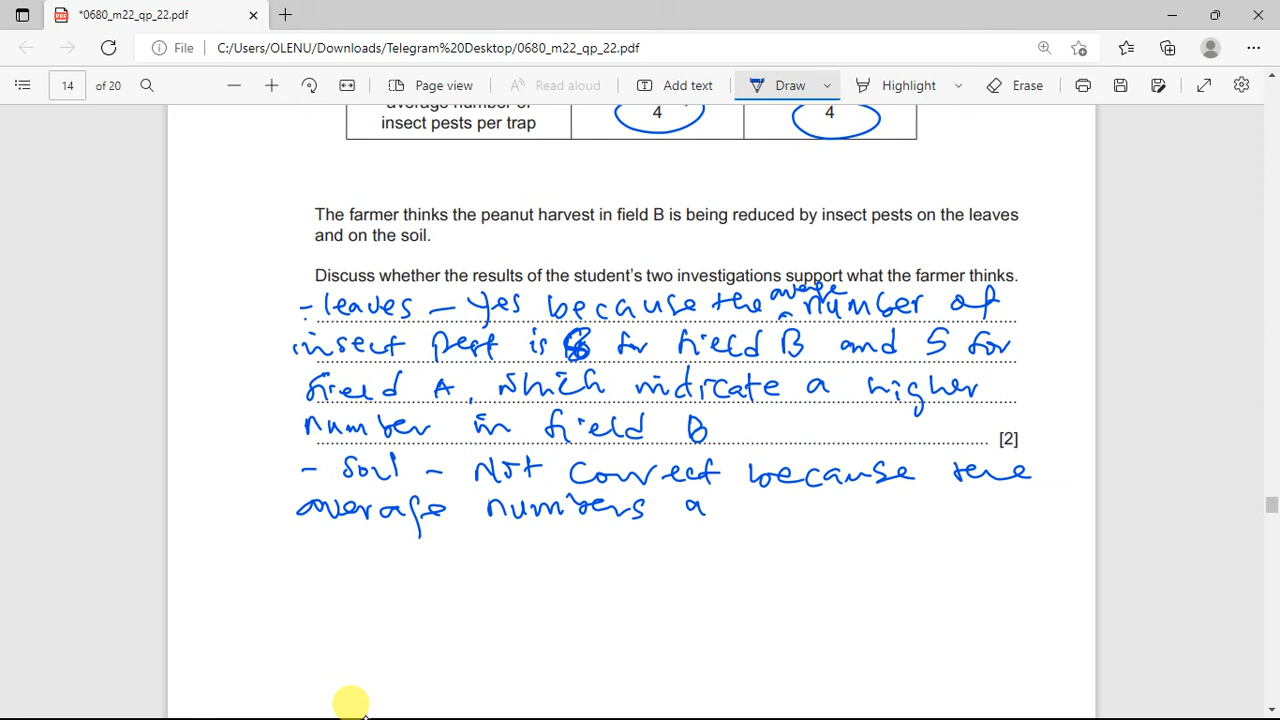 *0680_m22_qp_22.pdf
File C:/Users/OLENU/Downloads/Telegram%20Desktop/0680_m22_qp_22.pdf
14 of 20 Page view Read aloud Add text Draw Highlight Erase
average number of
insect pests per trap 4 4
The farmer thinks the peanut harvest in field B is being reduced by insect pests on the leaves
and on the soil.
Discuss whether the results of the student's two investigations support what the farmer thinks.
- leaves - Yes because the average number of
insect pest is for field B and 5 for
field A, which indicate a higher
number in field B
[2]
- Soil - Not correct because the
average numbers a